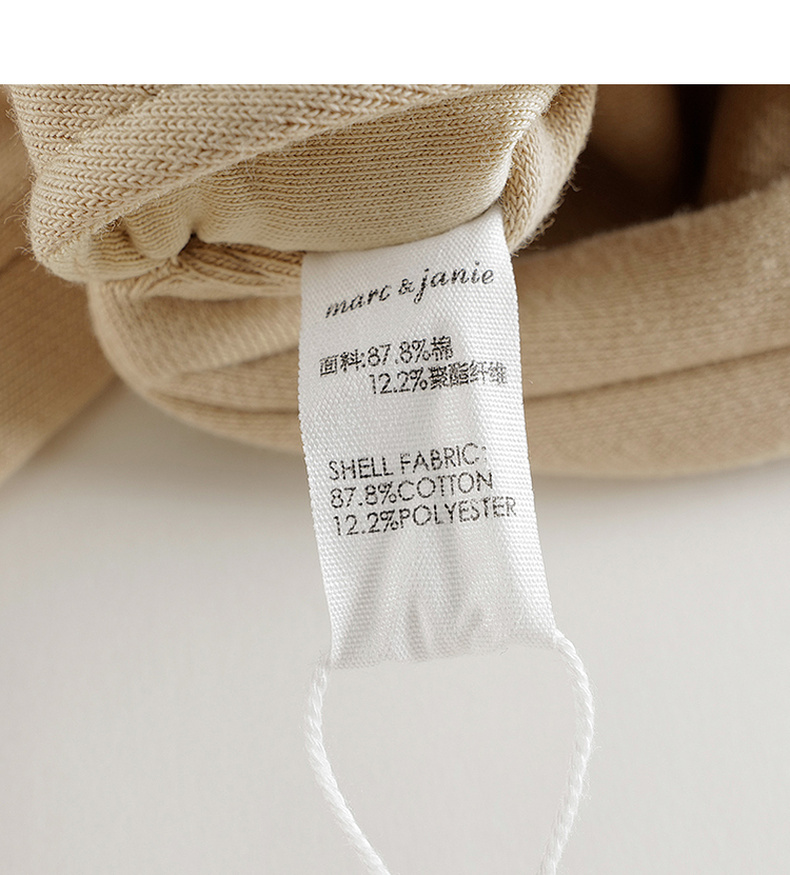 marc & janie
面料:87.8%棉
12.2%聚酯纤维
SHELL FABRIC:
87.8%COTTON
12.2%POLYESTER